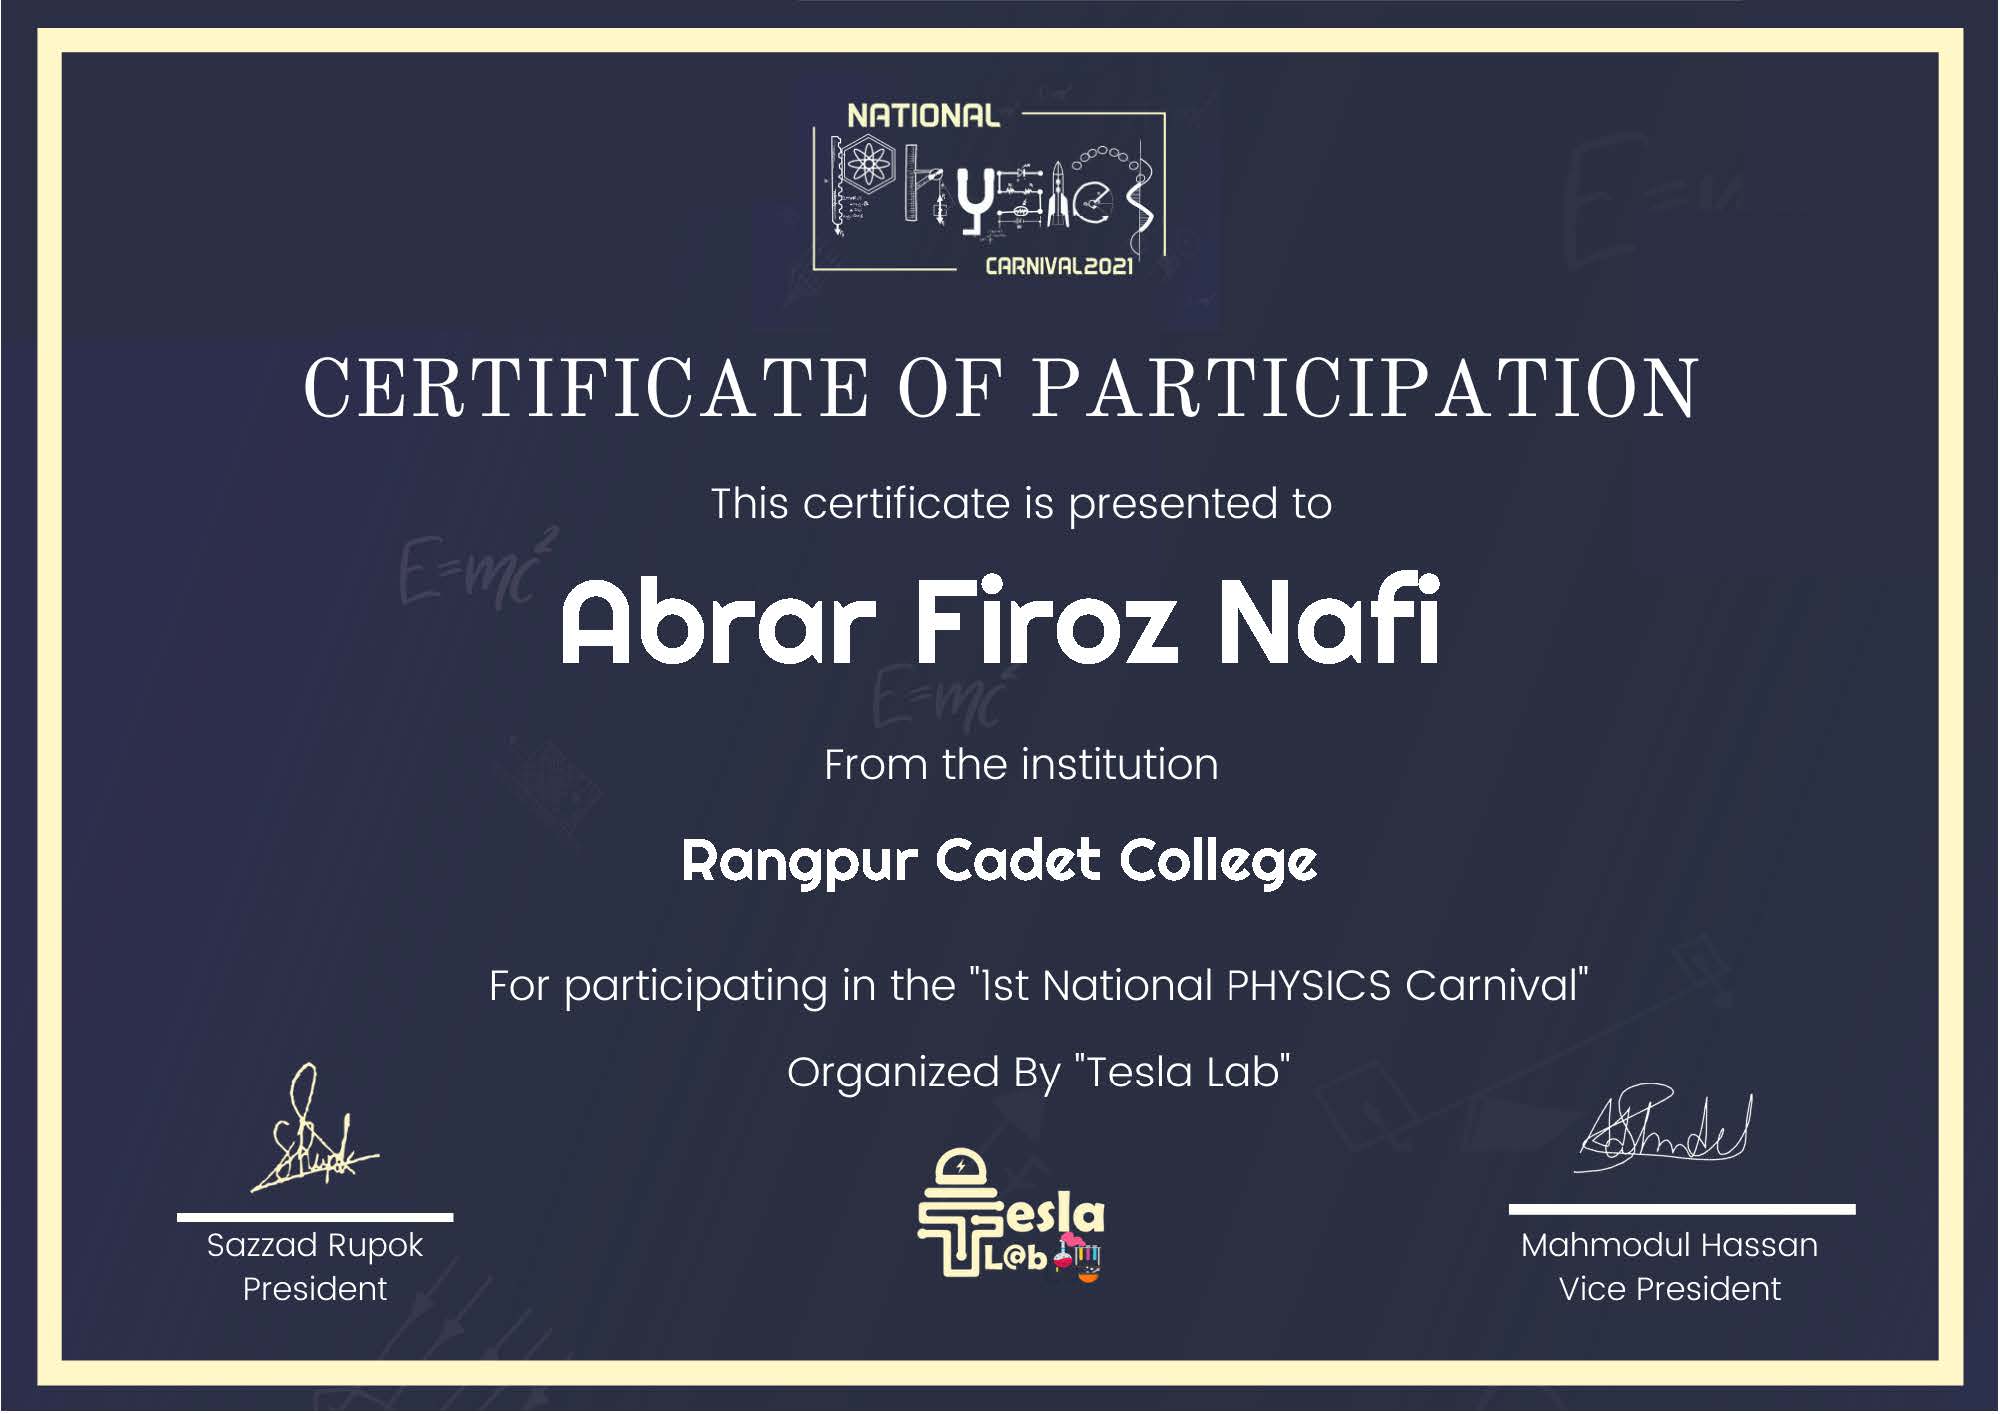 NATIONAL
Physics
CARNIVAL2021
CERTIFICATE OF PARTICIPATION
This certificate is presented to
E=mc²
Abrar Firoz Nafi
E=mc²
From the institution
Rangpur Cadet College
For participating in the "1st National PHYSICS Carnival"
Organized By "Tesla Lab"
Tesla
L@b
Sazzad Rupok
President
Mahmodul Hassan
Vice President